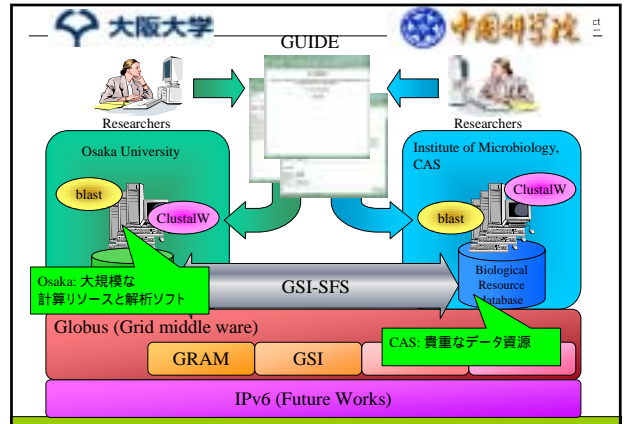 大阪大学
GUIDE
中国科学院
ct
Researchers
Researchers
Osaka University
Institute of Microbiology,
CAS
blast
ClustalW
ClustalW
blast
Osaka: 大規模な
計算リソースと解析ソフト
GSI-SFS
Biological
Resource
database
Globus (Grid middle ware)
CAS: 貴重なデータ資源
GRAM
GSI
IPv6 (Future Works)